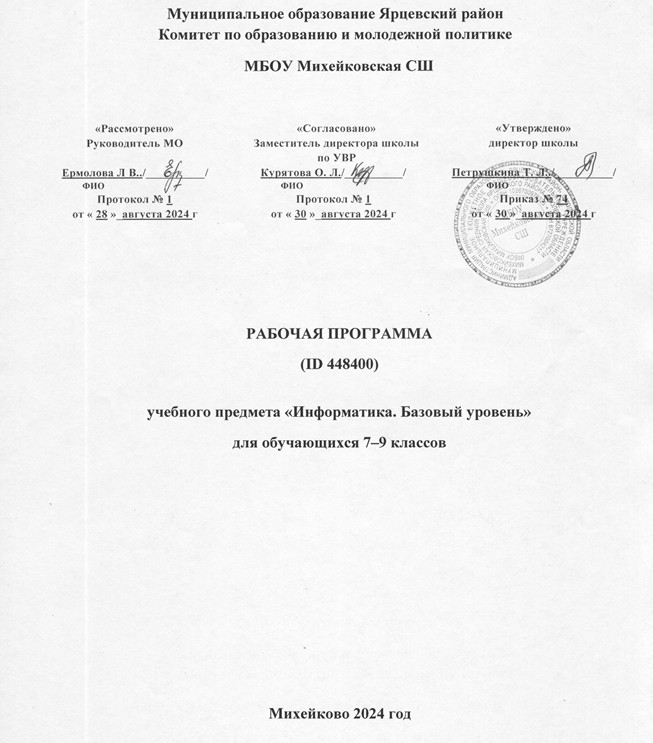 Муниципальное образование Ярцевский район
Комитет по образованию и молодежной политике
МБОУ Михейковская СШ
«Рассмотрено»
Руководитель МО
Ермолова Л В../__________/
ФИО
Протокол № 1
от « 28 » августа 2024 г
«Согласовано»
Заместитель директора школы
по УВР
Курятова О. Л./__________/
ФИО
Протокол № 1
от « 30 » августа 2024 г
«Утверждено»
директор школы
Петрушкина Т. Л../__________/
ФИО
Приказ № 74
от « 30 » августа 2024 г
РАБОЧАЯ ПРОГРАММА
(ID 448400)
учебного предмета «Информатика. Базовый уровень»
для обучающихся 7–9 классов
Михейково 2024 год